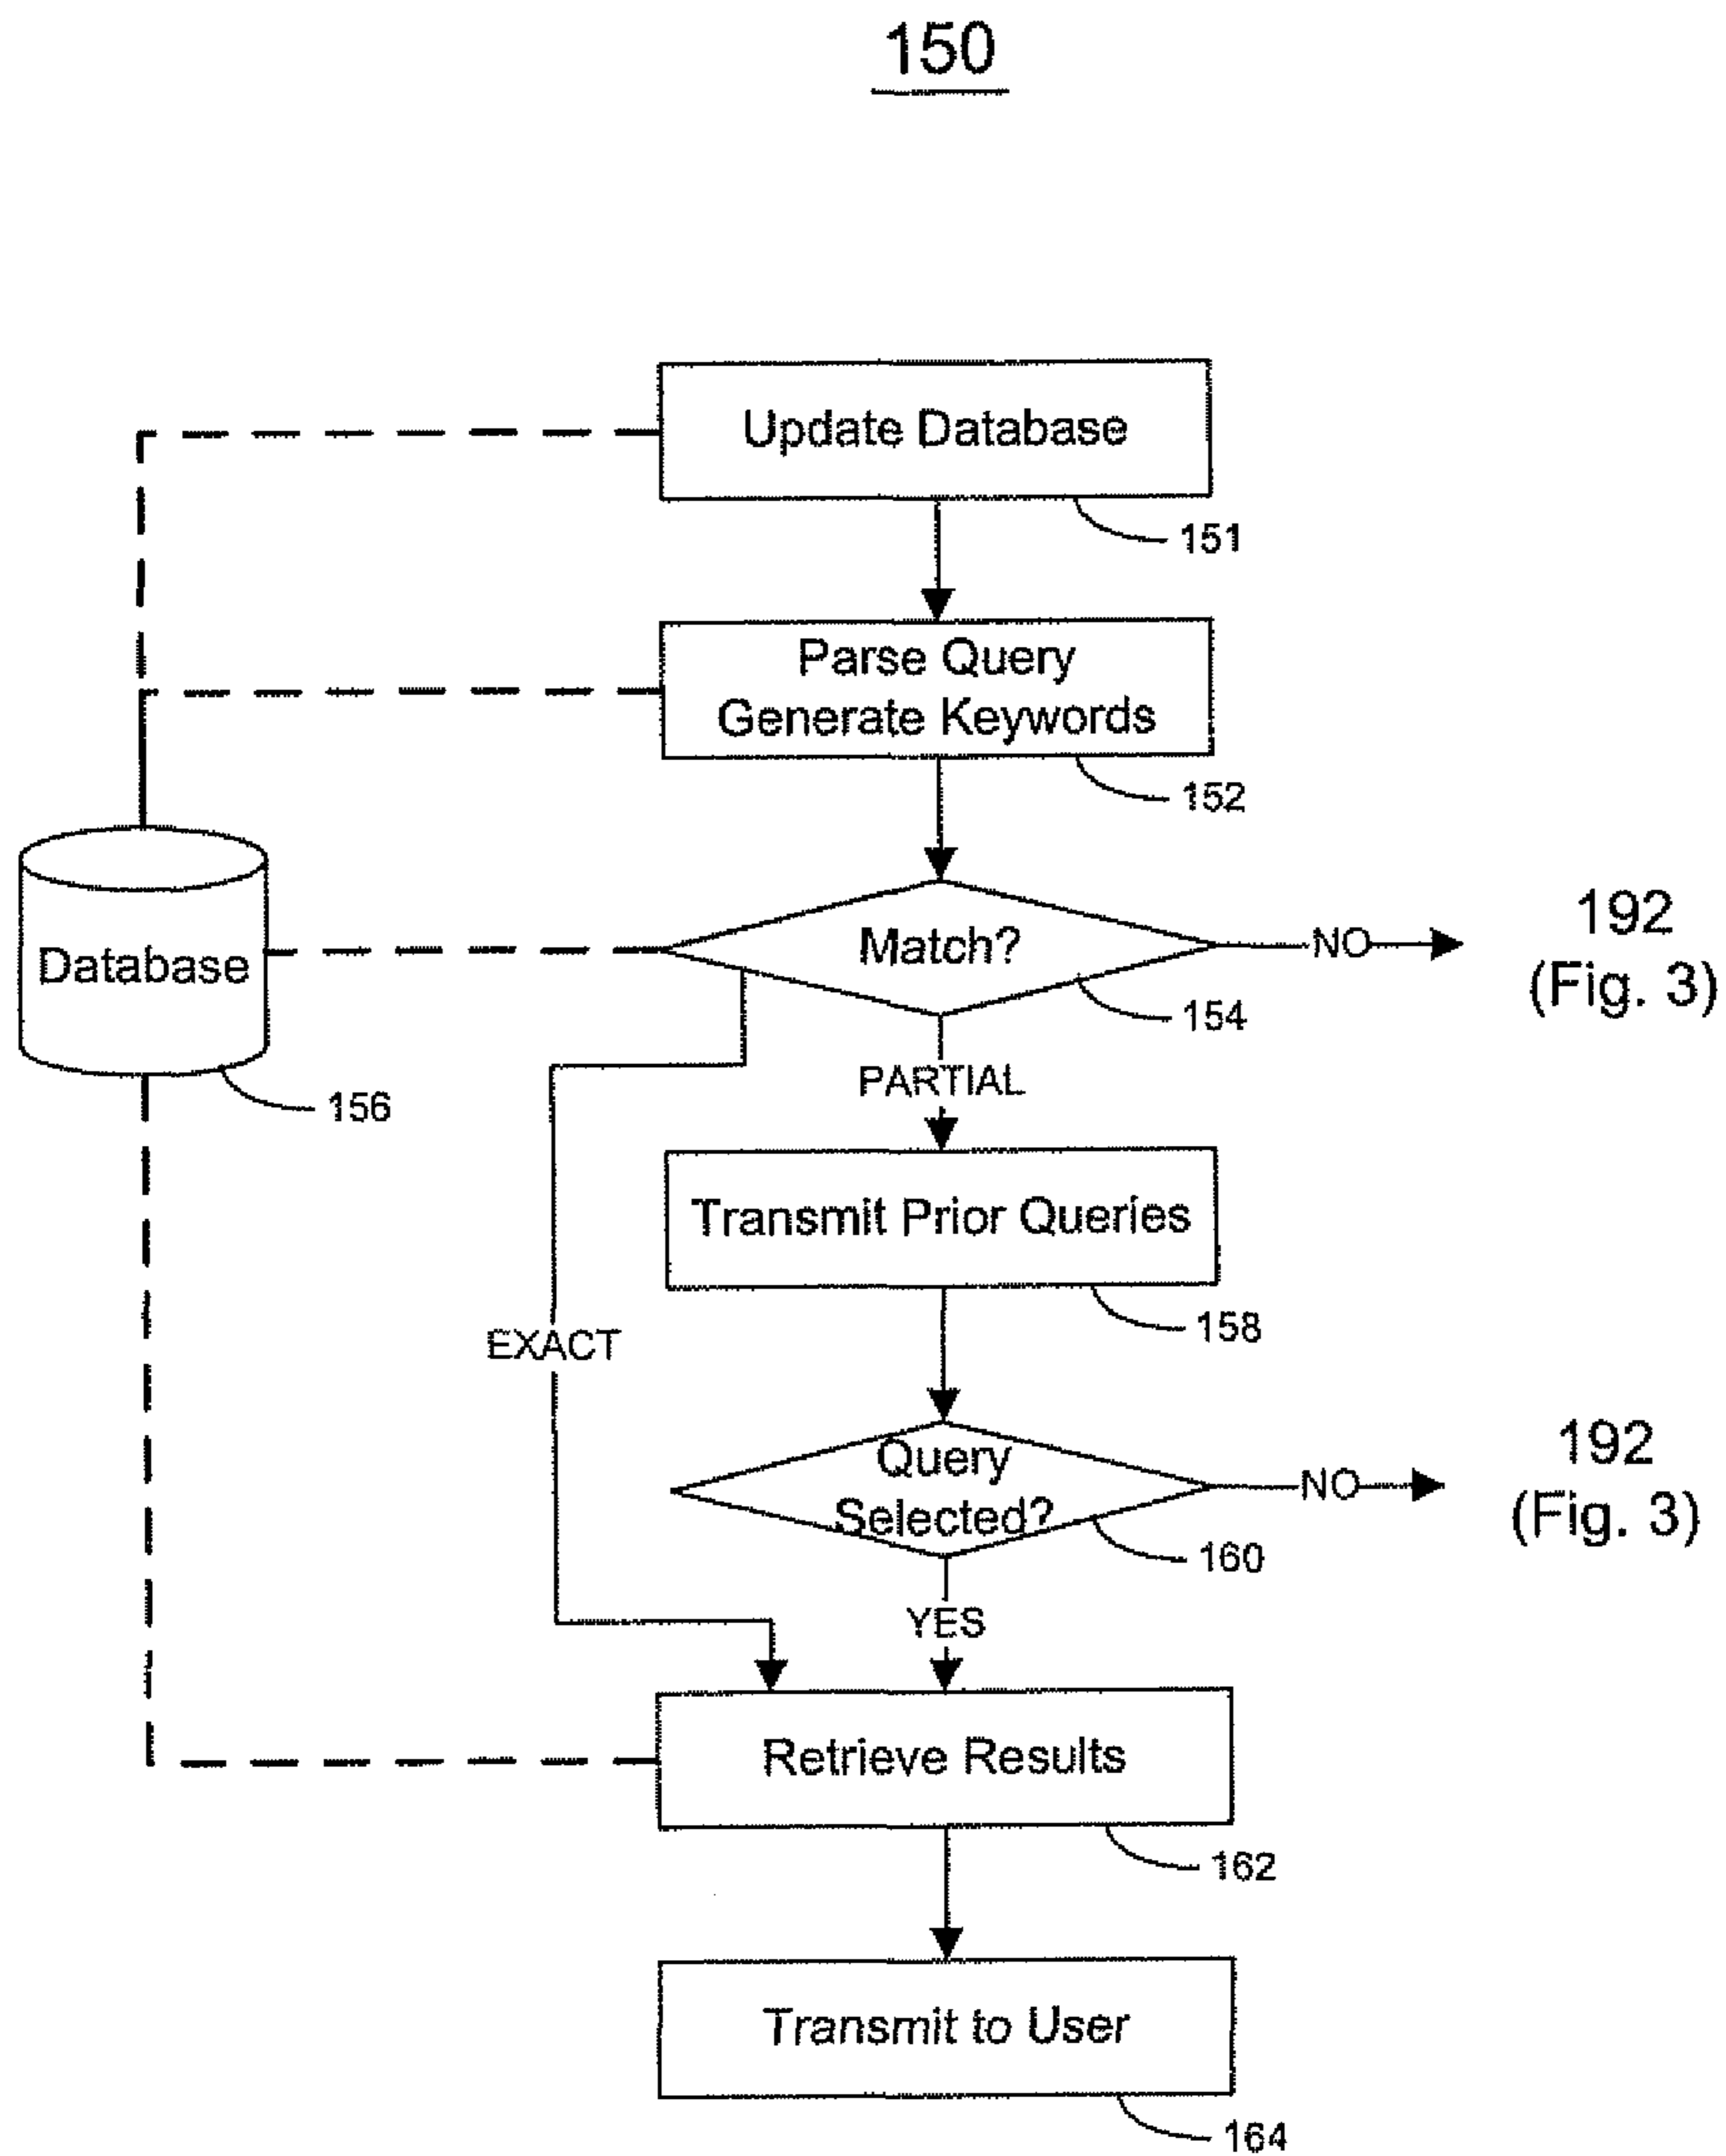 150
Update Database
151
Parse Query
Generate Keywords
152
Match?
NO
192
(Fig. 3)
154
Database
156
PARTIAL
Transmit Prior Queries
158
EXACT
Query
Selected?
NO
192
(Fig. 3)
160
YES
Retrieve Results
162
Transmit to User
164